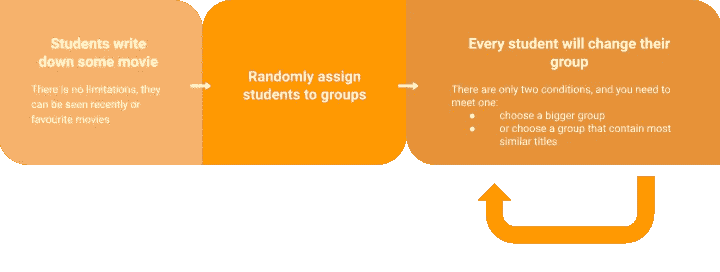 Students write
down some movie
There is no limitations, they
can be seen recently or
favourite movies
Randomly assign
students to groups
Every student will change their
group
There are only two conditions, and you need to
meet one:
● choose a bigger group
● or choose a group that contain most
similar titles